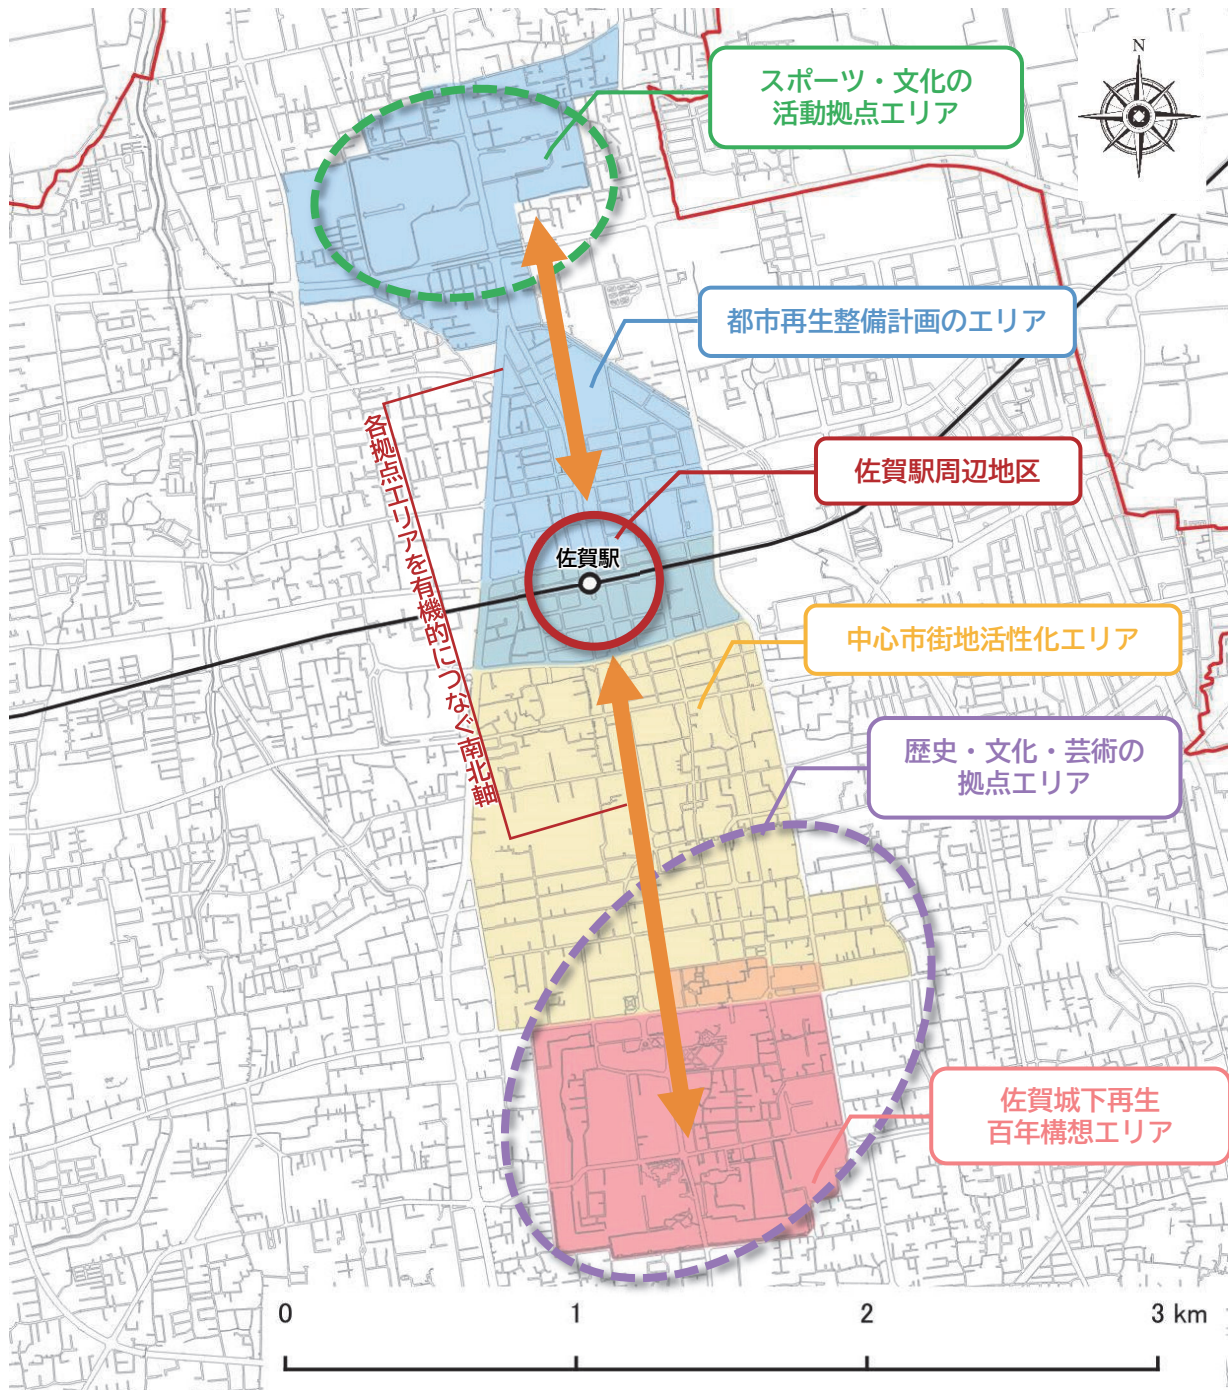 N
スポーツ・文化の
活動拠点エリア
都市再生整備計画のエリア
佐賀駅周辺地区
佐賀駅
各拠点エリアを有機的につなぐ南北軸
中心市街地活性化エリア
歴史・文化・芸術の
拠点エリア
佐賀城下再生
百年構想エリア
0 1 2 3 km